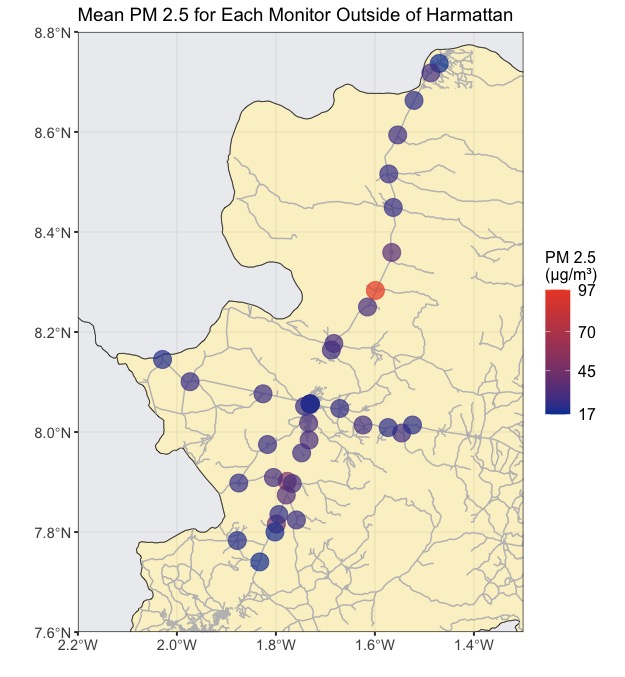 Mean PM 2.5 for Each Monitor Outside of Harmattan
8.8°N
8.6°N
8.4°N
8.2°N
8.0°N
7.8°N
7.6°N
2.2°W 2.0°W 1.8°W 1.6°W 1.4°W
PM 2.5
(µg/m³)
97
70
45
17